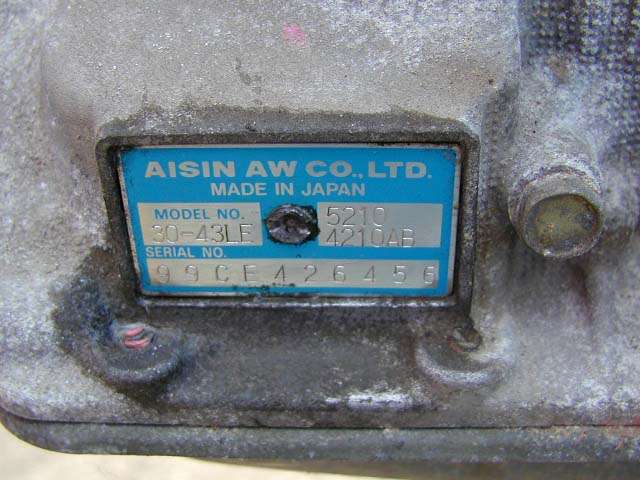 AISIN AW CO., LTD.
MADE IN JAPAN
MODEL NO. 5210
30-43LE 4210AB
SERIAL NO.
99CE426456